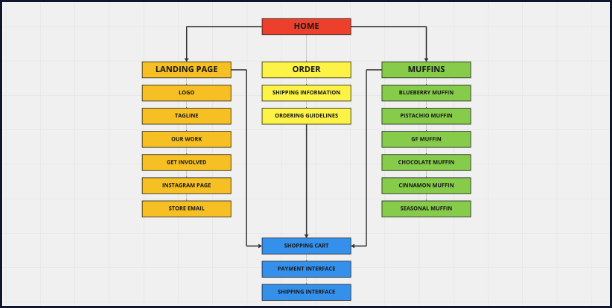 HOME
LANDING PAGE
LOGO
TAGLINE
OUR WORK
GET INVOLVED
INSTAGRAM PAGE
STORE EMAIL
ORDER
SHIPPING INFORMATION
ORDERING GUIDELINES
MUFFINS
BLUEBERRY MUFFIN
PISTACHIO MUFFIN
GF MUFFIN
CHOCOLATE MUFFIN
CINNAMON MUFFIN
SEASONAL MUFFIN
SHOPPING CART
PAYMENT INTERFACE
SHIPPING INTERFACE